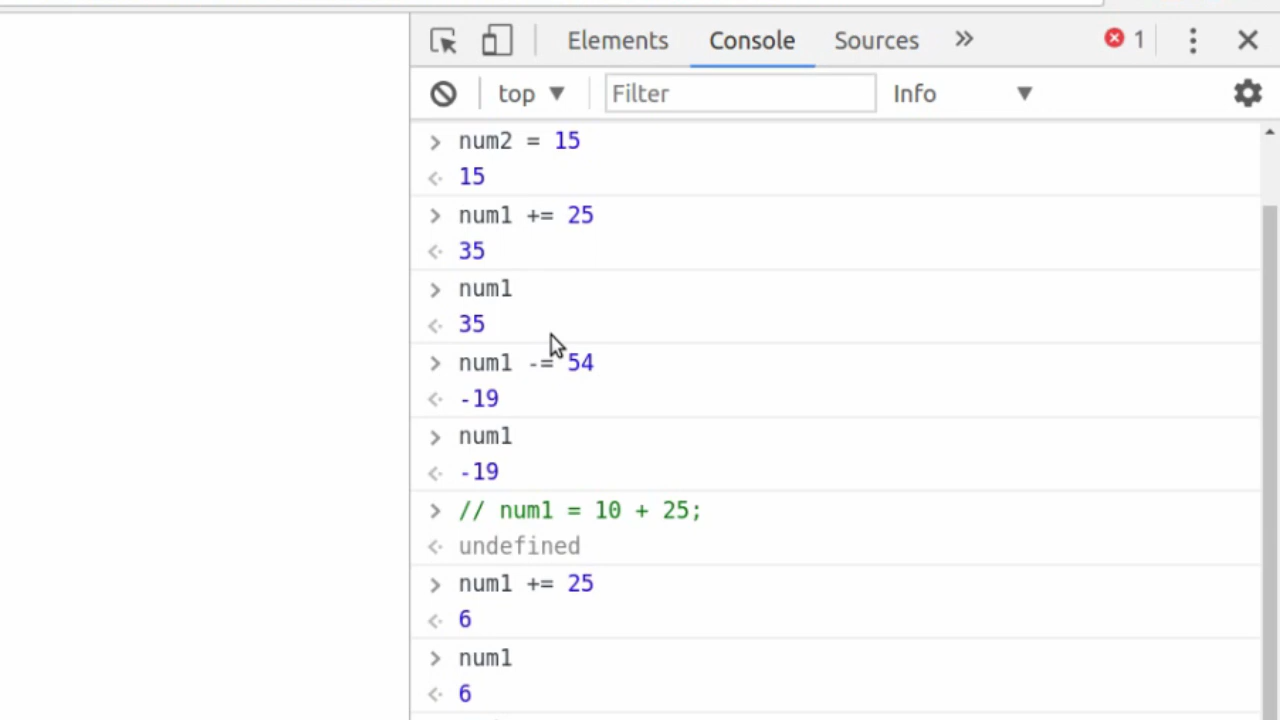 Elements Console Sources » 1
top ▼ Filter Info ▼
> num2 = 15
<· 15
> num1 += 25
<· 35
> num1
<· 35
> num1 -= 54
<· -19
> num1
<· -19
> // num1 = 10 + 25;
<· undefined
> num1 += 25
<· 6
> num1
<· 6